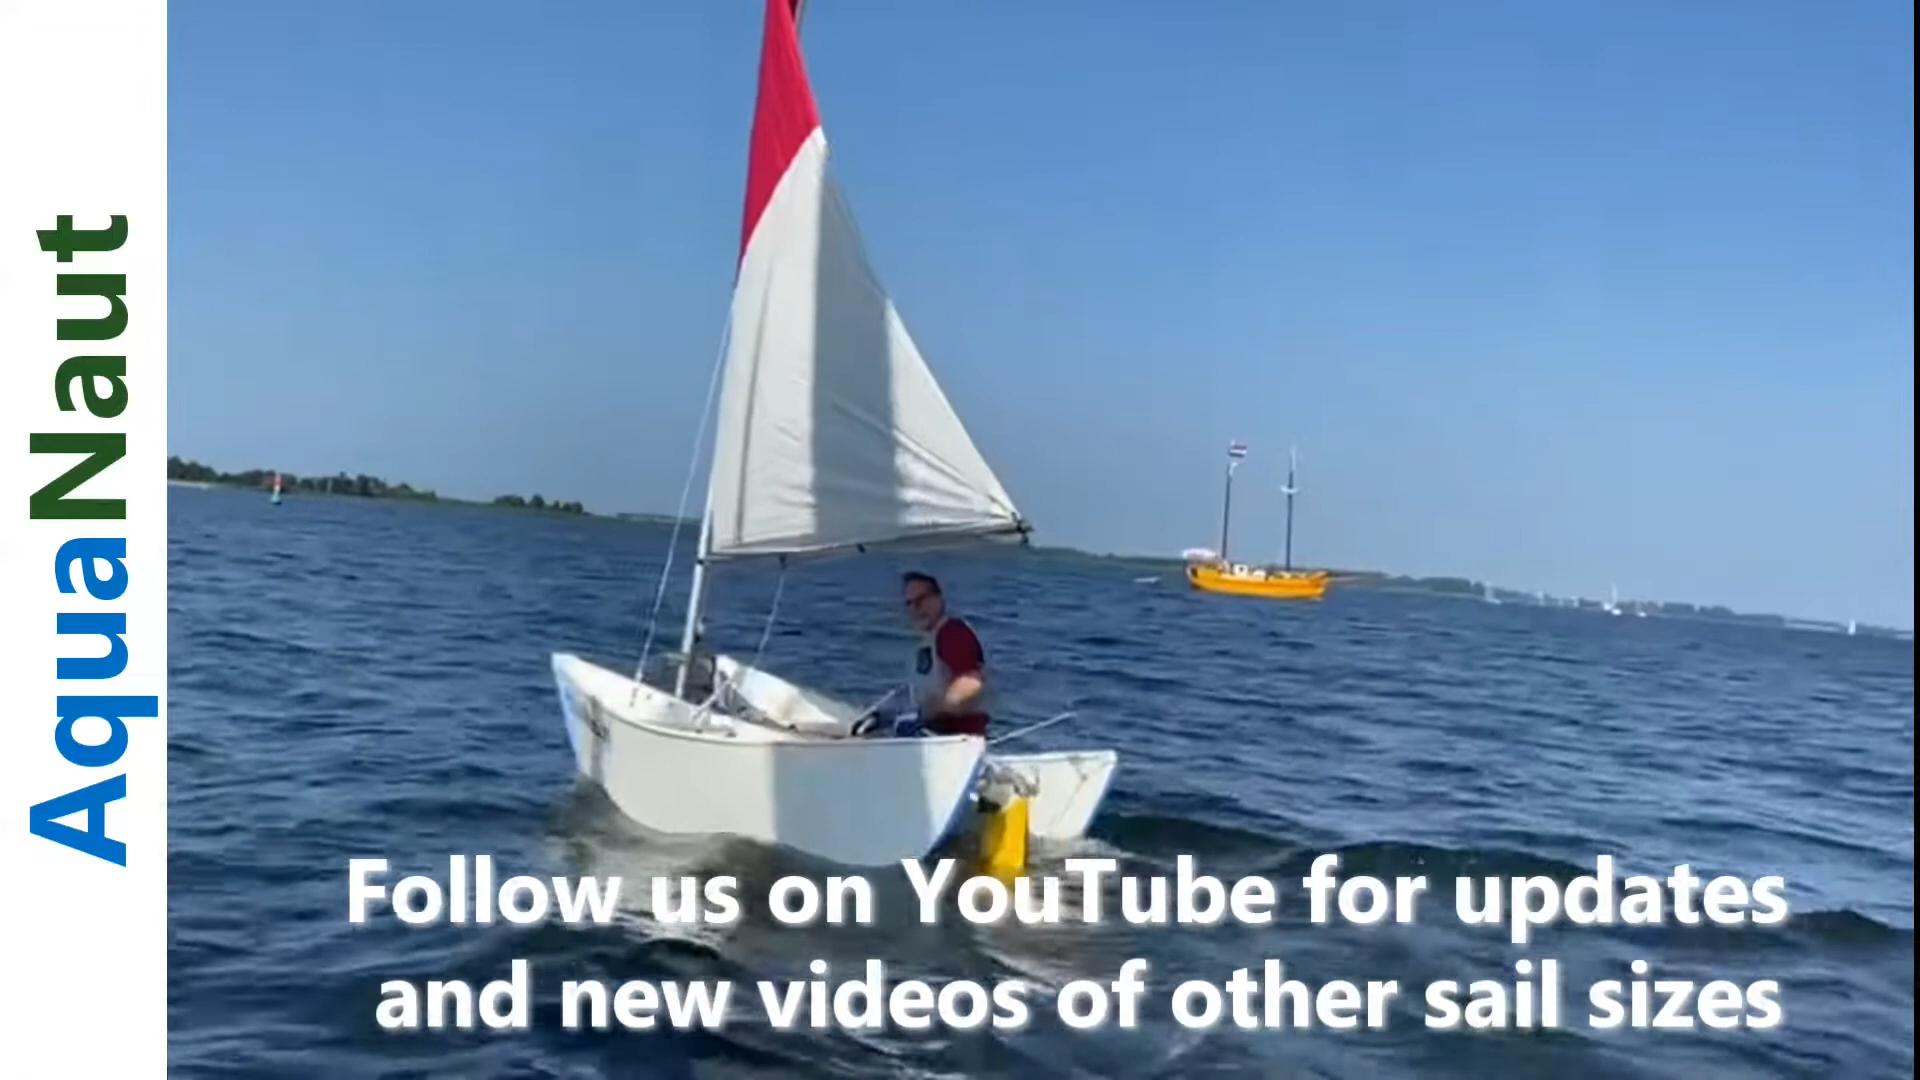 AquaNaut
Follow us on YouTube for updates
and new videos of other sail sizes